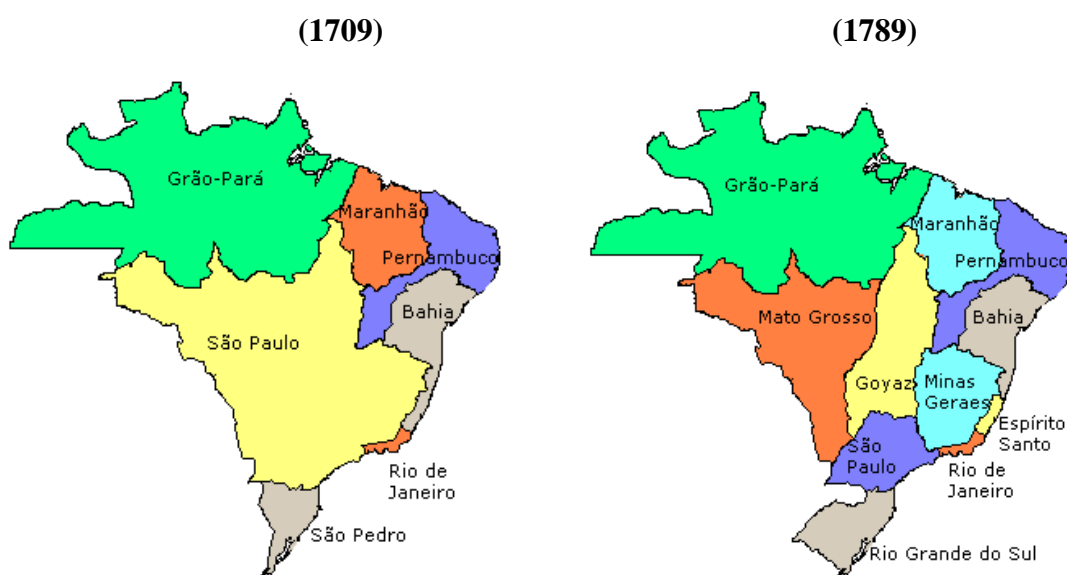 (1709)
Grão-Pará
Maranhão
Pernambuco
Bahia
São Paulo
Rio de
Janeiro
São Pedro
(1789)
Grão-Pará
Maranhão
Pernambuco
Mato Grosso
Bahia
Goyaz
Minas
Geraes
Espírito
Santo
São
Paulo
Rio de
Janeiro
Rio Grande do Sul